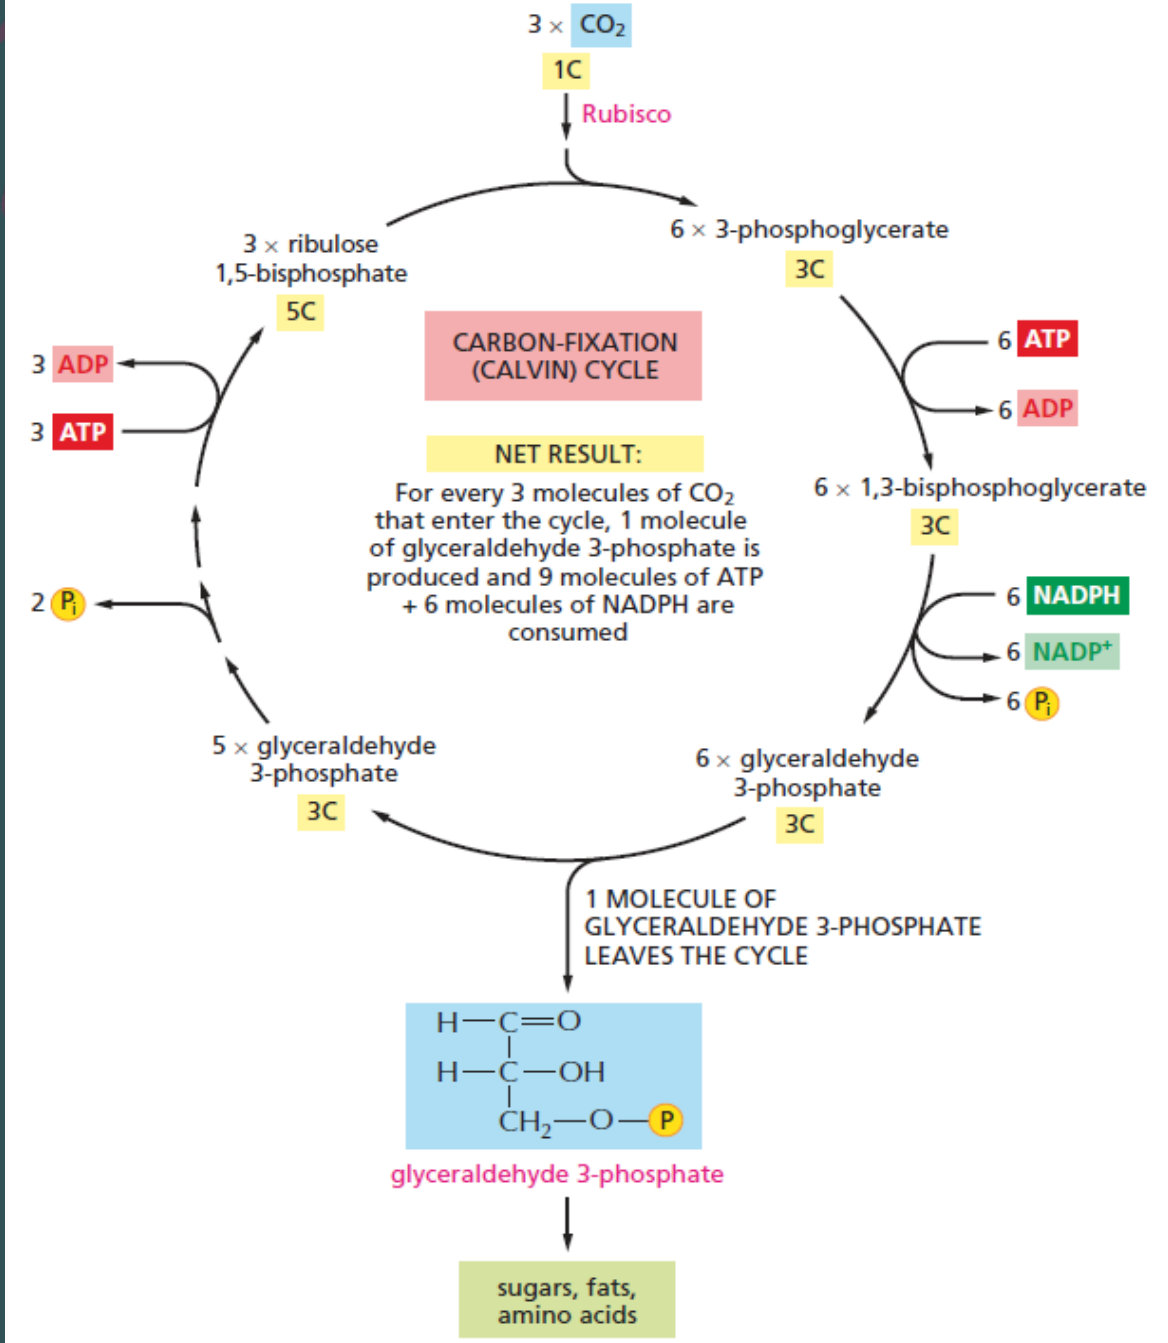 3 × CO₂
1C
Rubisco
6 × 3-phosphoglycerate
3C
6 ATP
6 ADP
6 × 1,3-bisphosphoglycerate
3C
6 NADPH
6 NADP⁺
6 Pᵢ
6 × glyceraldehyde
3-phosphate
3C
1 MOLECULE OF
GLYCERALDEHYDE 3-PHOSPHATE
LEAVES THE CYCLE
5 × glyceraldehyde
3-phosphate
3C
2 Pᵢ
3 ATP
3 ADP
3 × ribulose
1,5-bisphosphate
5C
CARBON-FIXATION
(CALVIN) CYCLE
NET RESULT:
For every 3 molecules of CO₂
that enter the cycle, 1 molecule
of glyceraldehyde 3-phosphate is
produced and 9 molecules of ATP
+ 6 molecules of NADPH are
consumed
H—C=O
H—C—OH
CH₂—O—P
glyceraldehyde 3-phosphate
sugars, fats,
amino acids